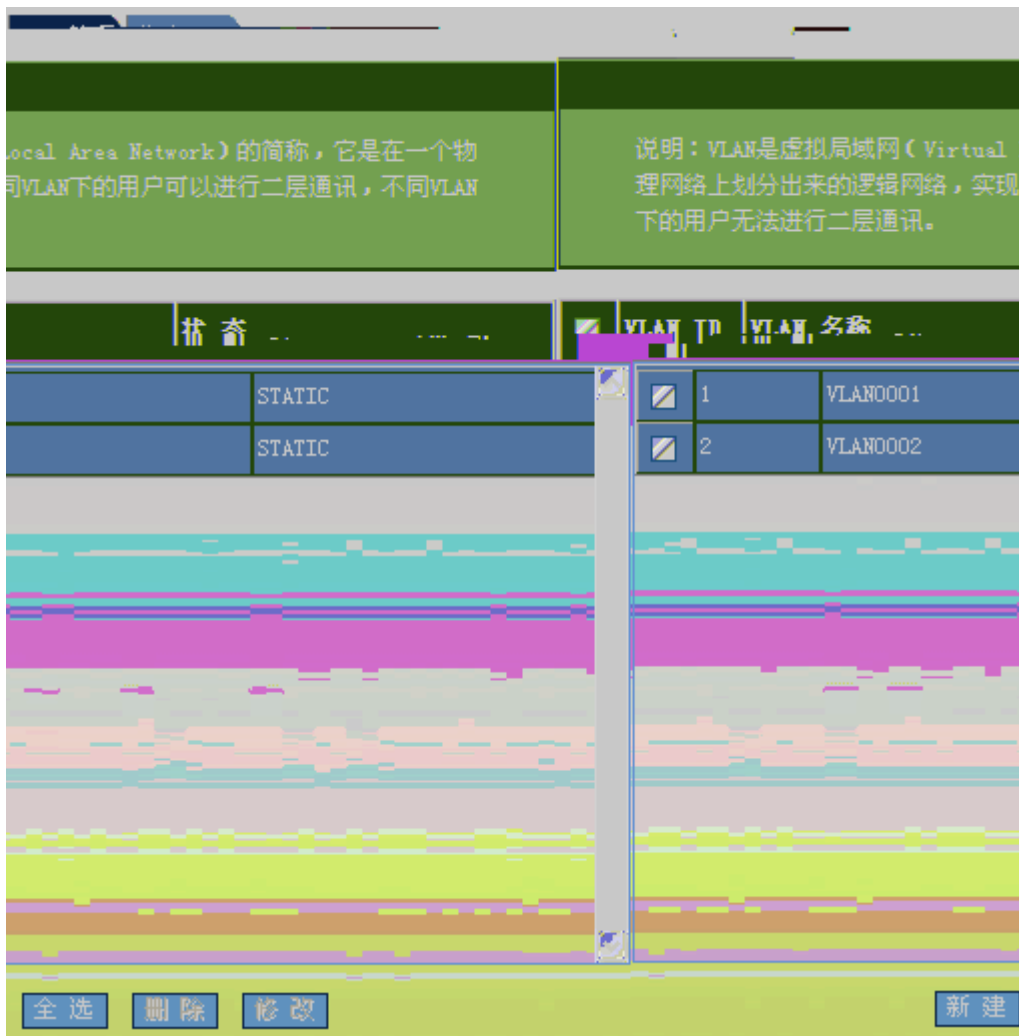 Local Area Network)的简称，它是在一个物
同VLAN下的用户可以进行二层通讯，不同VLAN
说明：VLAN是虚拟局域网(Virtual
理网络上划分出来的逻辑网络，实现
下的用户无法进行二层通讯。
状态
VLAN ID VLAN 名称
STATIC
1 VLAN0001
STATIC
2 VLAN0002
全选 删除 修改 新建